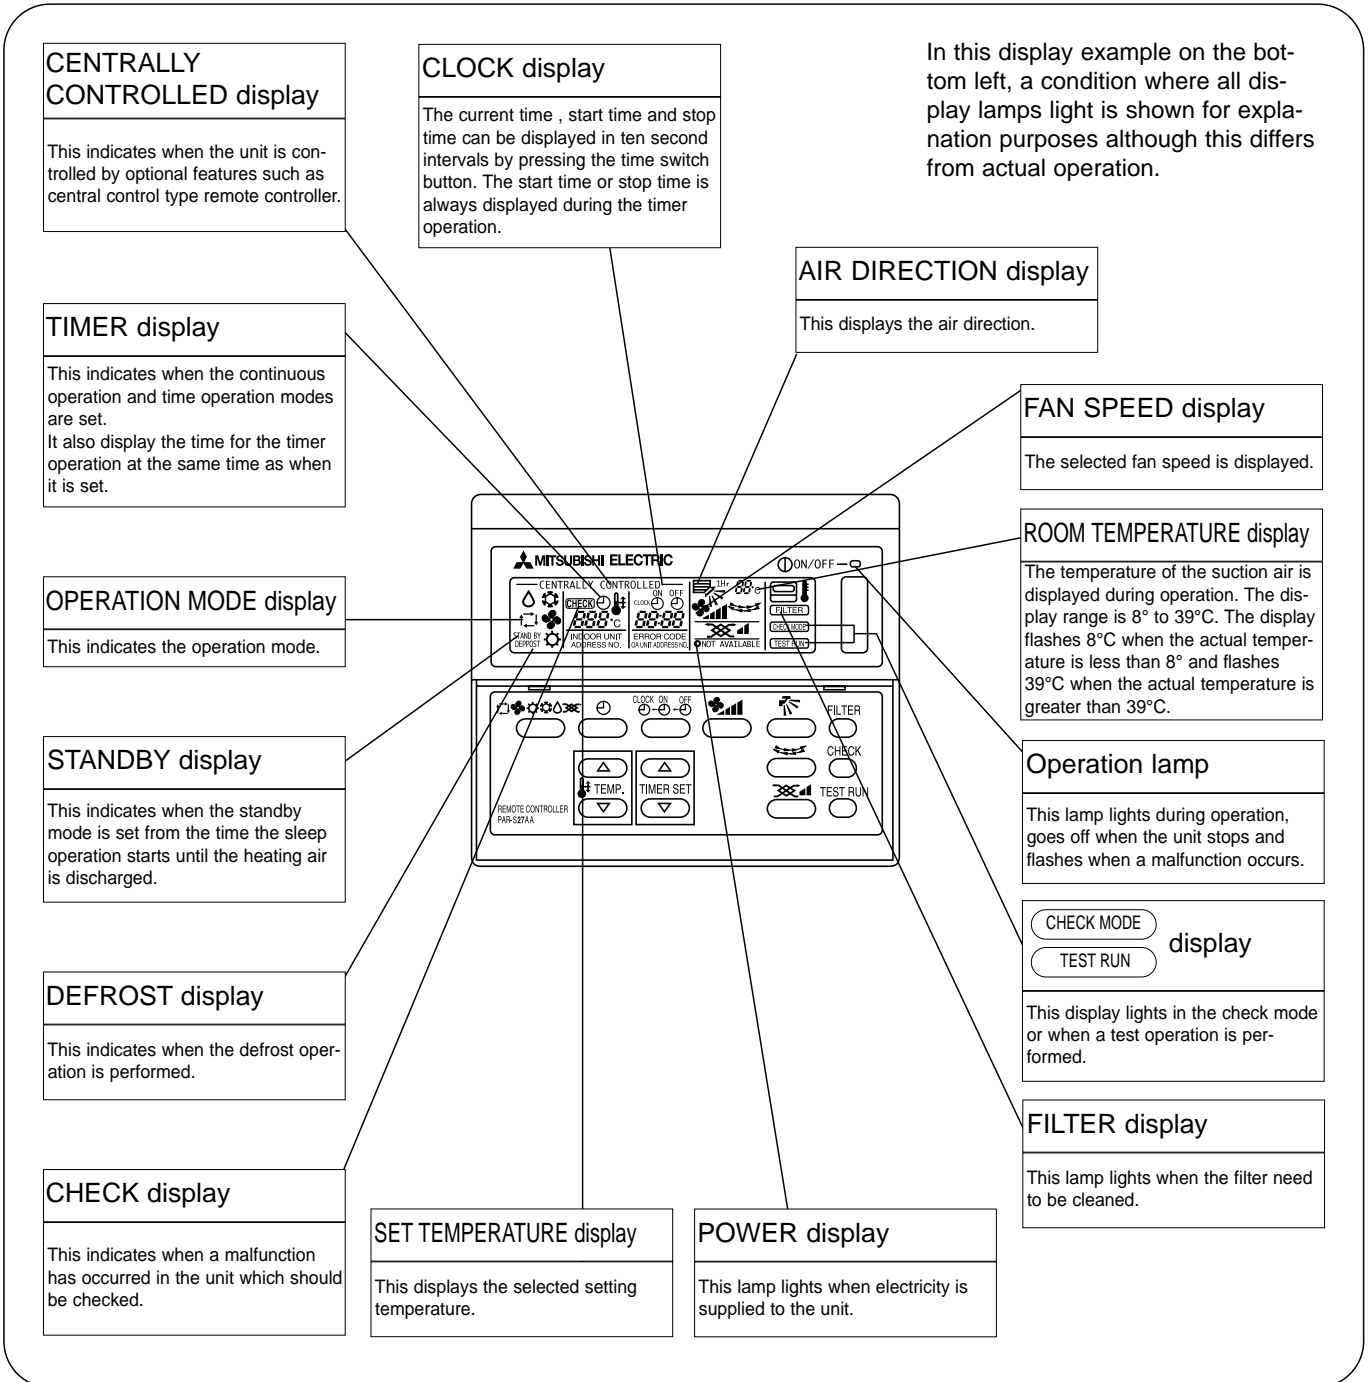 CENTRALLY
CONTROLLED display
This indicates when the unit is con-
trolled by optional features such as
central control type remote controller.
CLOCK display
The current time , start time and stop
time can be displayed in ten second
intervals by pressing the time switch
button. The start time or stop time is
always displayed during the timer
operation.
In this display example on the bot-
tom left, a condition where all dis-
play lamps light is shown for expla-
nation purposes although this differs
from actual operation.
AIR DIRECTION display
This displays the air direction.
TIMER display
This indicates when the continuous
operation and time operation modes
are set.
It also display the time for the timer
operation at the same time as when
it is set.
FAN SPEED display
The selected fan speed is displayed.
ROOM TEMPERATURE display
The temperature of the suction air is
displayed during operation. The dis-
play range is 8° to 39°C. The display
flashes 8°C when the actual temper-
ature is less than 8° and flashes
39°C when the actual temperature is
greater than 39°C.
OPERATION MODE display
This indicates the operation mode.
MITSUBISHI ELECTRIC
ON/OFF
CENTRALLY CONTROLLED
1Hr 88°C
ON OFF
CHECK
CLOCK
888°C
88:88
FILTER
CHECK MODE
TEST RUN
STAND BY
DEFROST
INDOOR UNIT
ADDRESS NO.
ERROR CODE
OA UNIT ADDRESS NO.
NOT AVAILABLE
CLOCK ON OFF
FILTER
CHECK
TEMP.
TIMER SET
TEST RUN
REMOTE CONTROLLER
PAR-S27AA
STANDBY display
This indicates when the standby
mode is set from the time the sleep
operation starts until the heating air
is discharged.
Operation lamp
This lamp lights during operation,
goes off when the unit stops and
flashes when a malfunction occurs.
CHECK MODE
TEST RUN
display
This display lights in the check mode
or when a test operation is per-
formed.
DEFROST display
This indicates when the defrost oper-
ation is performed.
FILTER display
This lamp lights when the filter need
to be cleaned.
CHECK display
This indicates when a malfunction
has occurred in the unit which should
be checked.
SET TEMPERATURE display
This displays the selected setting
temperature.
POWER display
This lamp lights when electricity is
supplied to the unit.